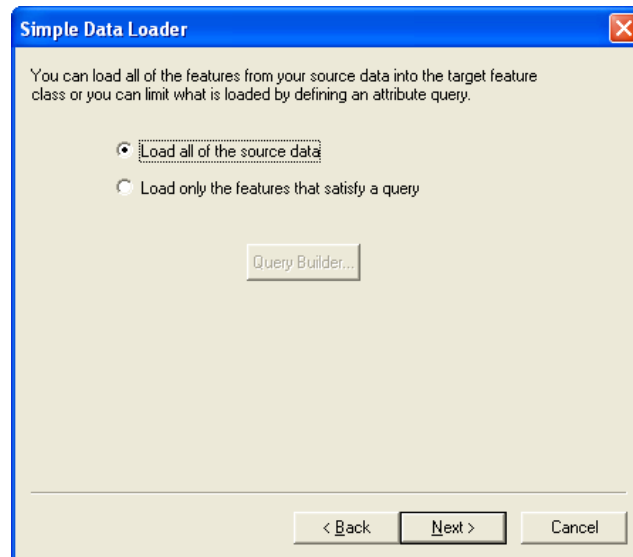 Simple Data Loader
You can load all of the features from your source data into the target feature
class or you can limit what is loaded by defining an attribute query.
Load all of the source data
Load only the features that satisfy a query
Query Builder...
< Back
Next >
Cancel